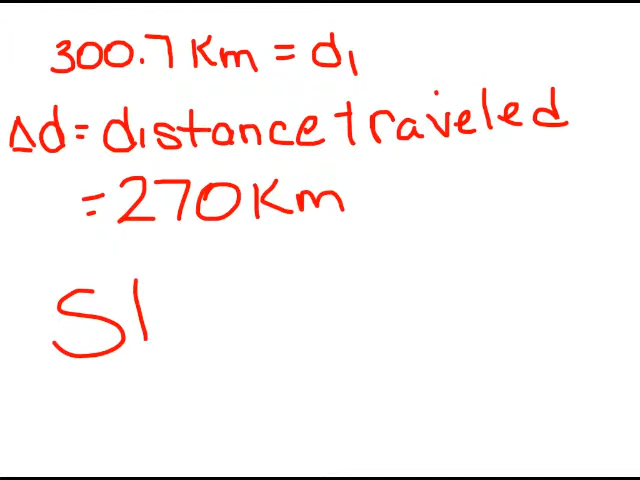 300.7 Km = d1
Δd = distance traveled
= 270 Km
SI